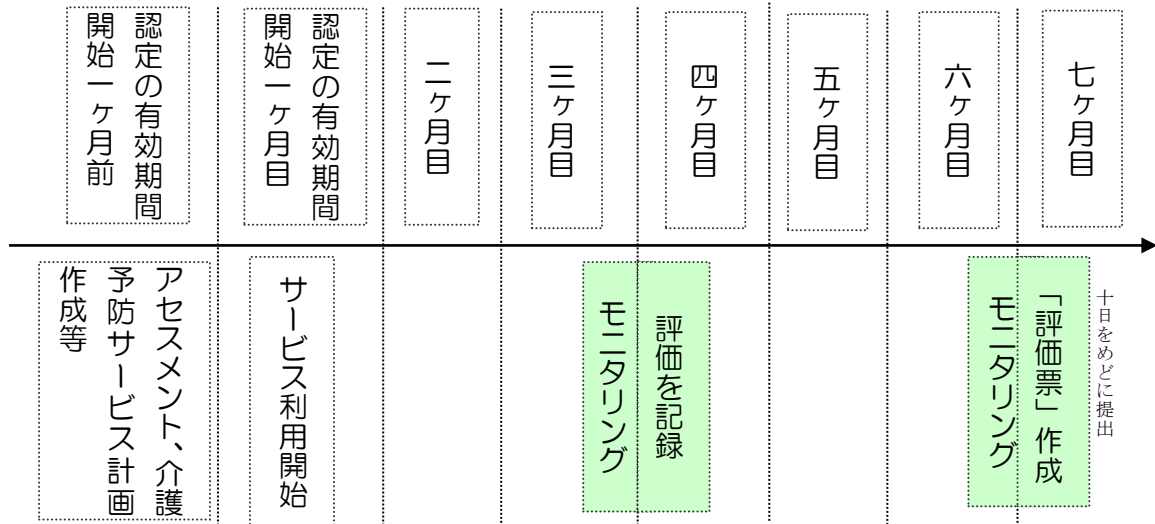 認定の有効期間
開始一ヶ月前
認定の有効期間
開始一ヶ月目
二ヶ月目
三ヶ月目
四ヶ月目
五ヶ月目
六ヶ月目
七ヶ月目
アセスメント、介護
予防サービス計画
作成等
サービス利用開始
評価を記録
モニタリング
「評価票」作成
モニタリング
十日をめどに提出